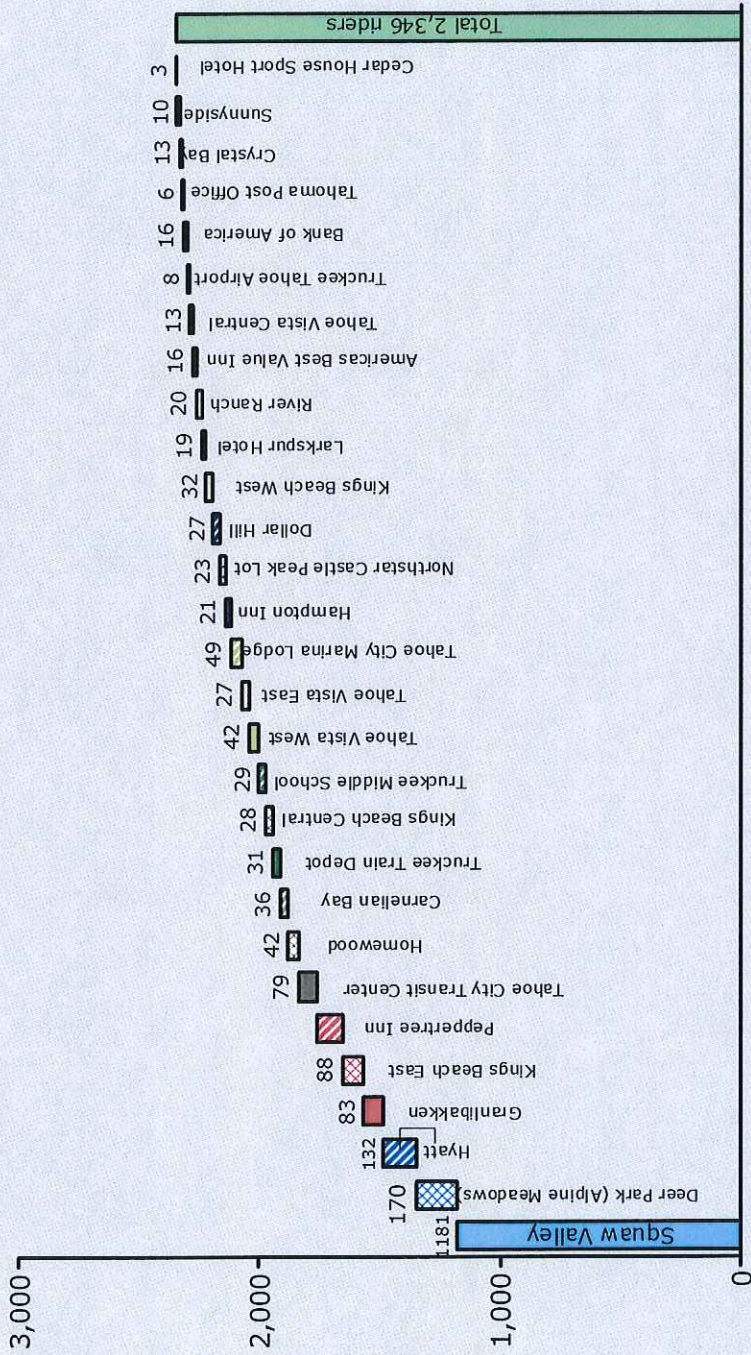 3,000
2,000
1,000
0
1181
Squaw Valley
170
Deer Park (Alpine Meadows)
132
Hyatt
83
Granlibakken
88
Kings Beach East
Peppertree Inn
79
Tahoe City Transit Center
42
Homewood
36
Carnelian Bay
31
Truckee Train Depot
28
Kings Beach Central
29
Truckee Middle School
42
Tahoe Vista West
27
Tahoe Vista East
49
Tahoe City Marina Lodge
21
Hampton Inn
23
Northstar Castle Peak Lot
27
Dollar Hill
32
Kings Beach West
19
Larkspur Hotel
20
River Ranch
16
Americas Best Value Inn
13
Tahoe Vista Central
8
Truckee Tahoe Airport
16
Bank of America
6
Tahoma Post Office
13
Crystal Bay
10
Sunnyside
3
Cedar House Sport Hotel
Total 2,346 riders